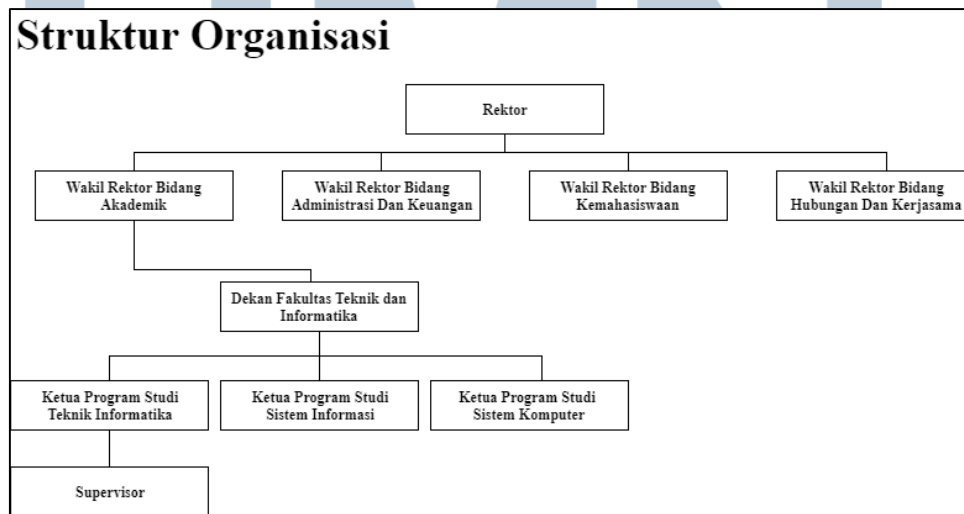 Struktur Organisasi
Rektor
Wakil Rektor Bidang
Akademik
Wakil Rektor Bidang
Administrasi Dan Keuangan
Wakil Rektor Bidang
Kemahasiswaan
Wakil Rektor Bidang
Hubungan Dan Kerjasama
Dekan Fakultas Teknik dan
Informatika
Ketua Program Studi
Teknik Informatika
Ketua Program Studi
Sistem Informasi
Ketua Program Studi
Sistem Komputer
Supervisor